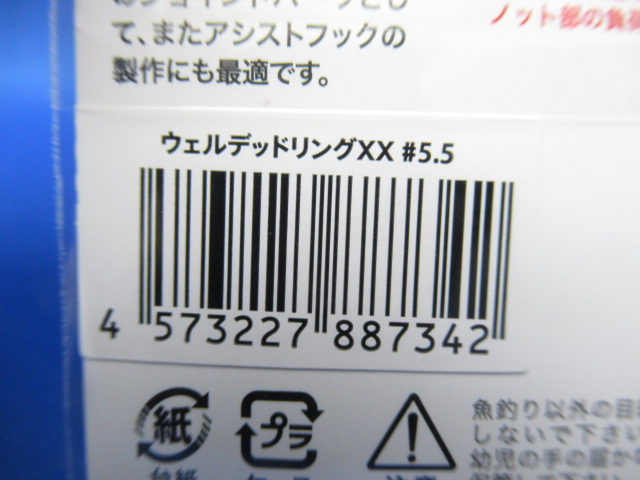 ノット部の負荷
て、またアシストフックの
製作にも最適です。
ウェルデッドリングXX #5.5
4 573227 887342
紙
プラ
魚釣り以外の目
しないで下さい
幼児の手の届かな